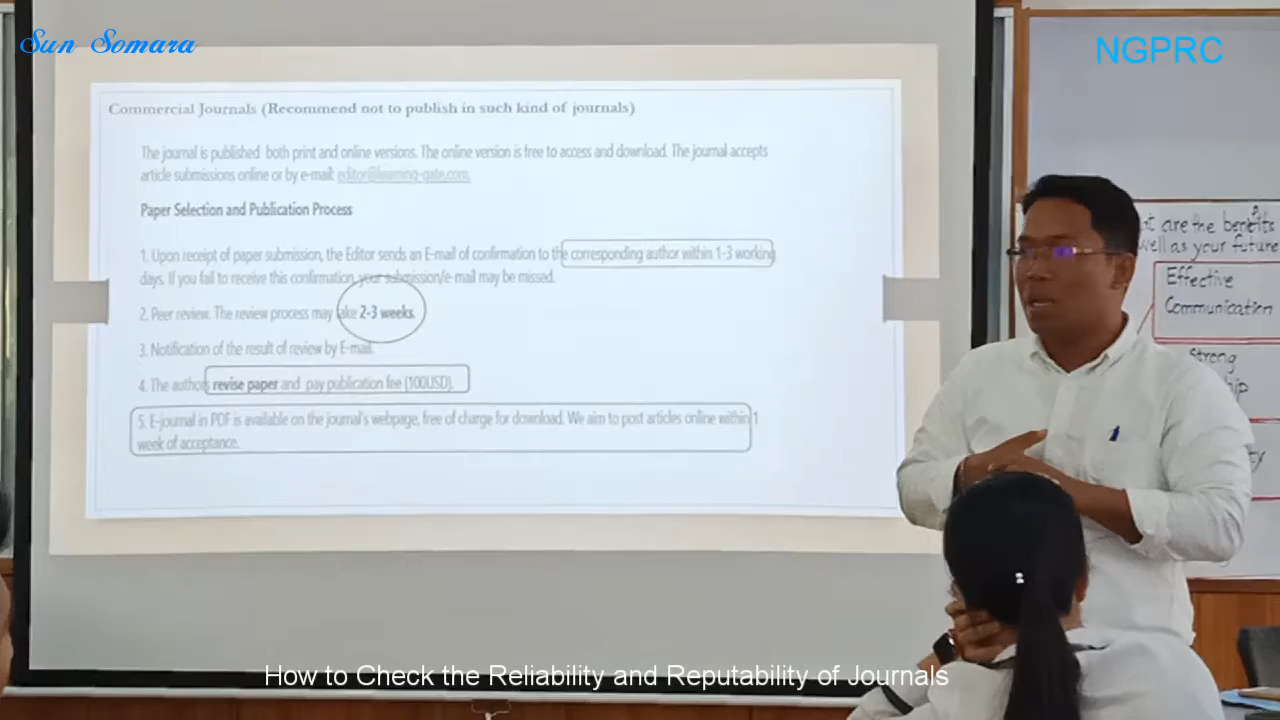 Sun Somara
NGPRC
Commercial Journals (Recommend not to publish in such kind of journals)
The journal is published both print and online versions. The online version is free to access and download. The journal accepts
article submissions online or by e-mail: editor@learning-gate.com.
Paper Selection and Publication Process
1. Upon receipt of paper submission, the Editor sends an E-mail of confirmation to the corresponding author within 1-3 working
days. If you fail to receive this confirmation, your submission/e-mail may be missed.
2. Peer review. The review process may take 2-3 weeks.
3. Notification of the result of review by E-mail.
4. The authors revise paper and pay publication fee (100USD).
5. E-journal in PDF is available on the journal's webpage, free of charge for download. We aim to post articles online within 1
week of acceptance.
are the benefits
well as your future
Effective
Communication
Strong
How to Check the Reliability and Reputability of Journals